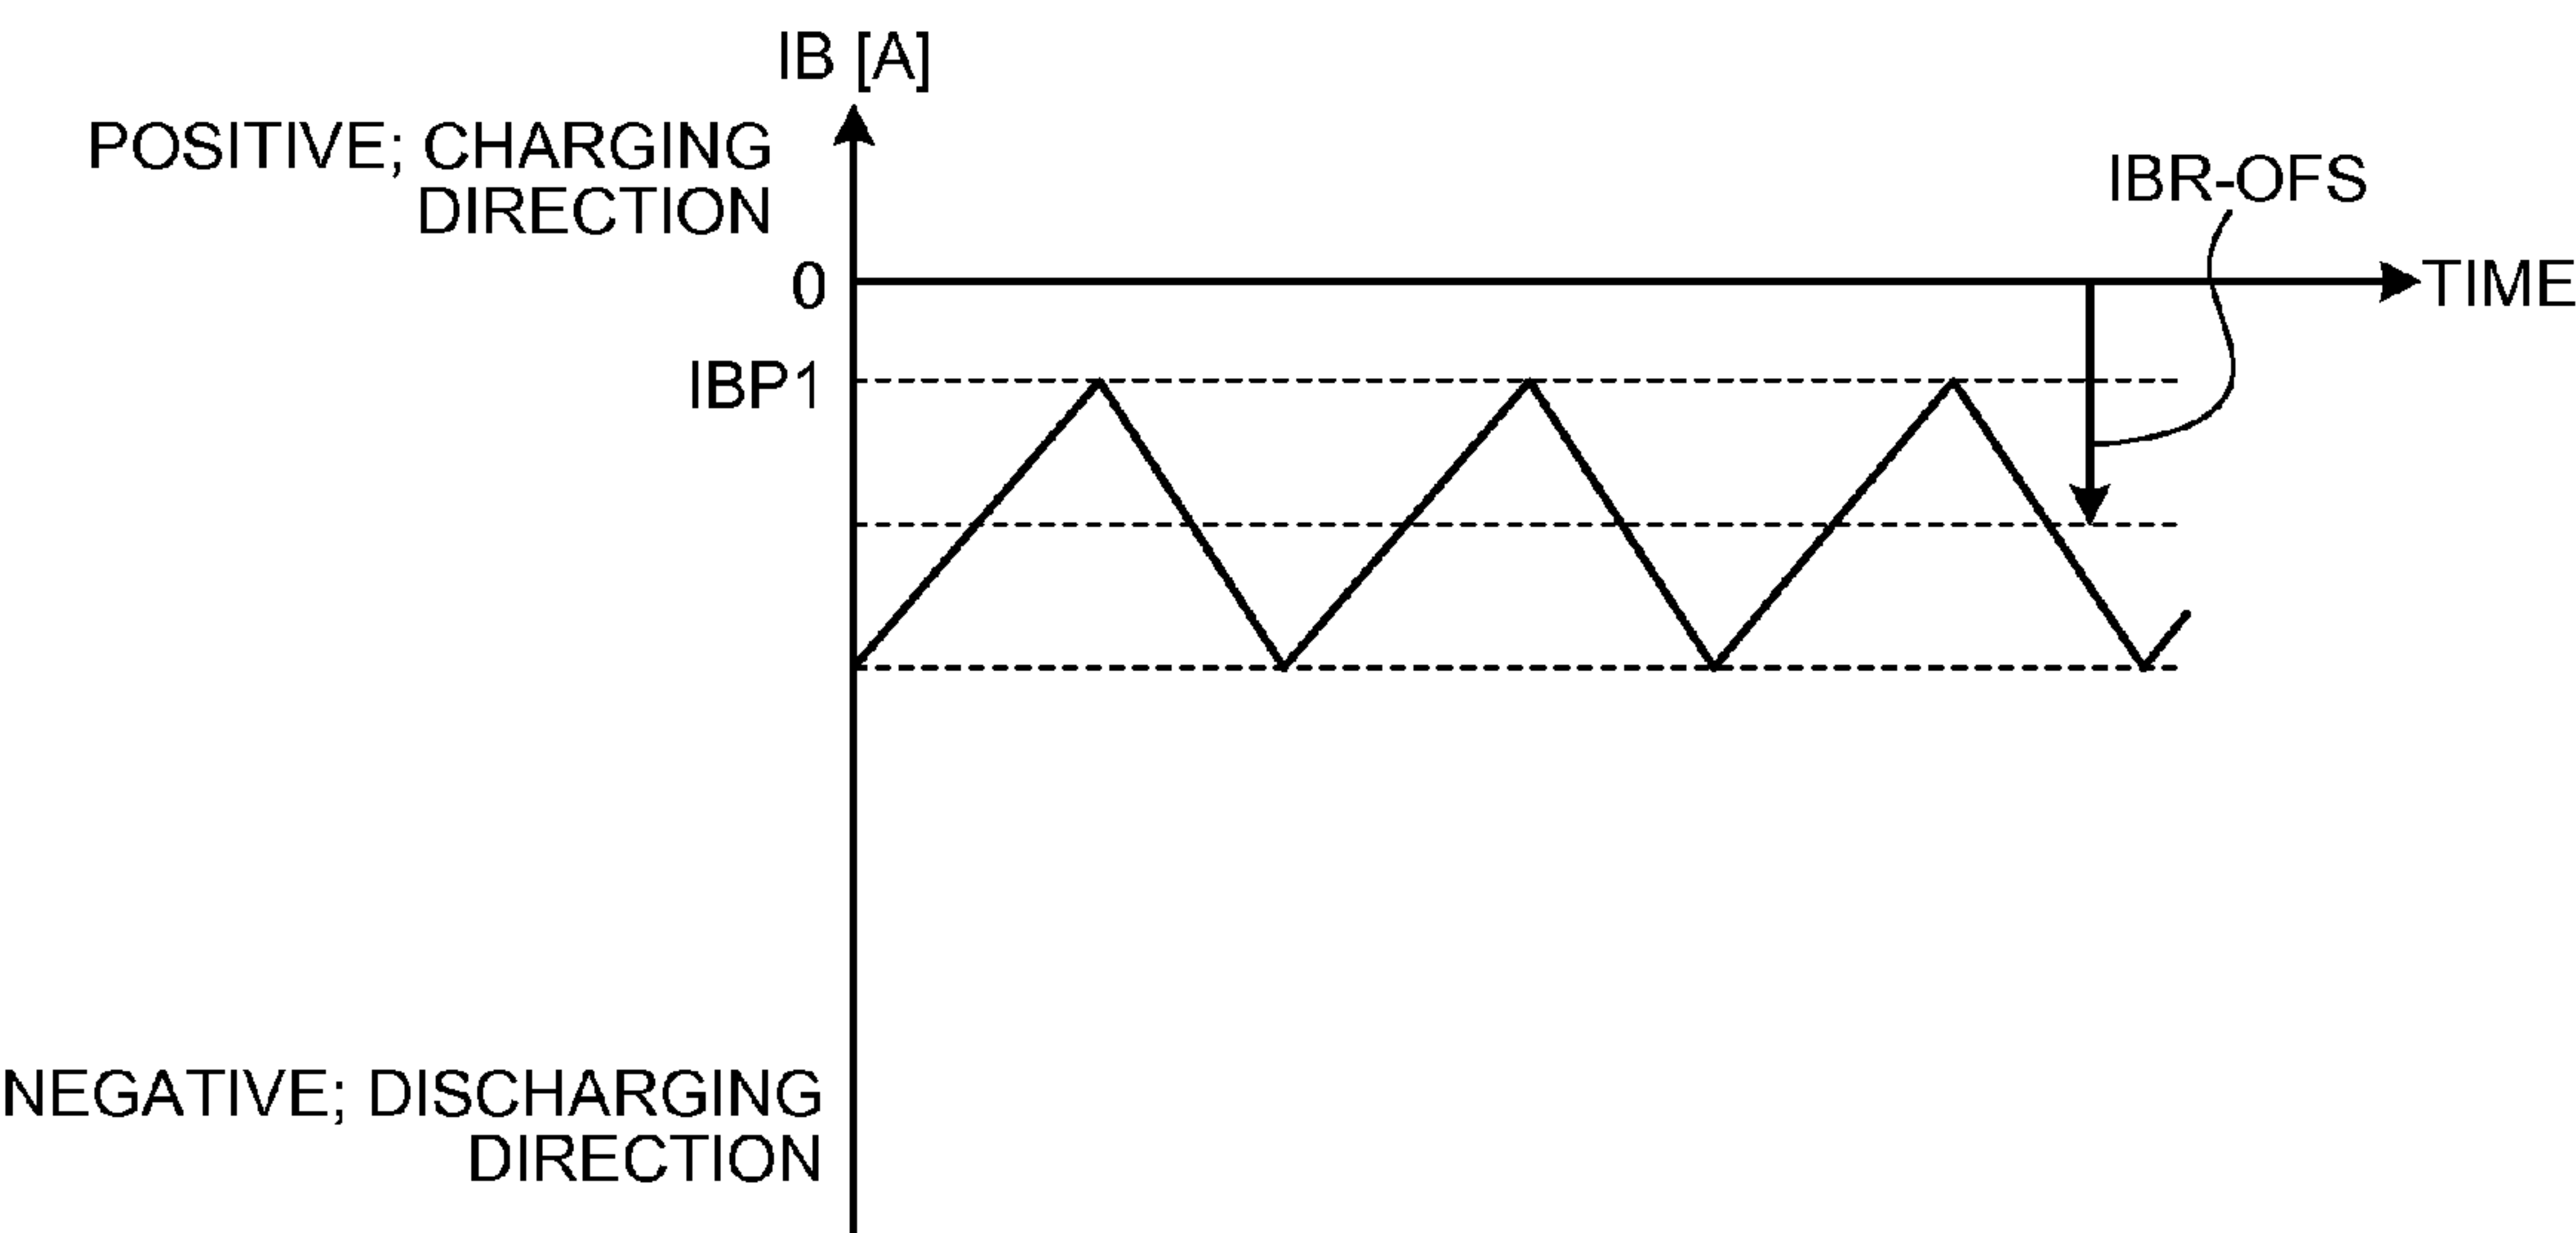 IB [A]
POSITIVE; CHARGING
DIRECTION
IBR-OFS
0
TIME
IBP1
NEGATIVE; DISCHARGING
DIRECTION